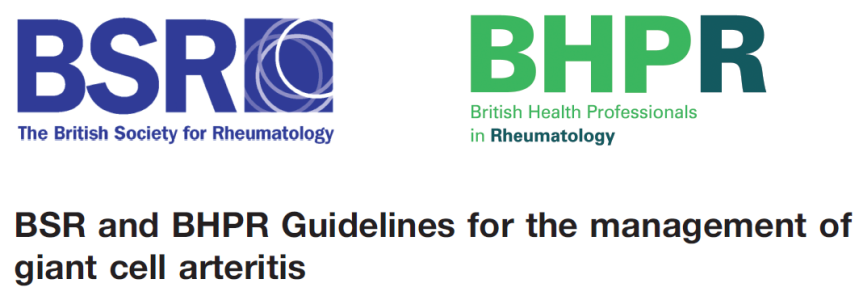 BSR
The British Society for Rheumatology
BHPR
British Health Professionals
in Rheumatology
BSR and BHPR Guidelines for the management of
giant cell arteritis